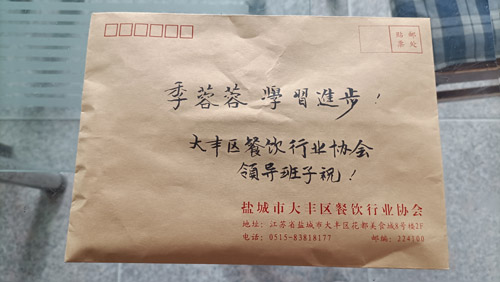 贴邮
票处
季蓉蓉 學習進步！
大丰区餐饮行业协会
领导班子祝！
盐城市大丰区餐饮行业协会
地址：江苏省盐城市大丰区花都美食城8号楼2F
电话：0515-83818177 邮编：224100